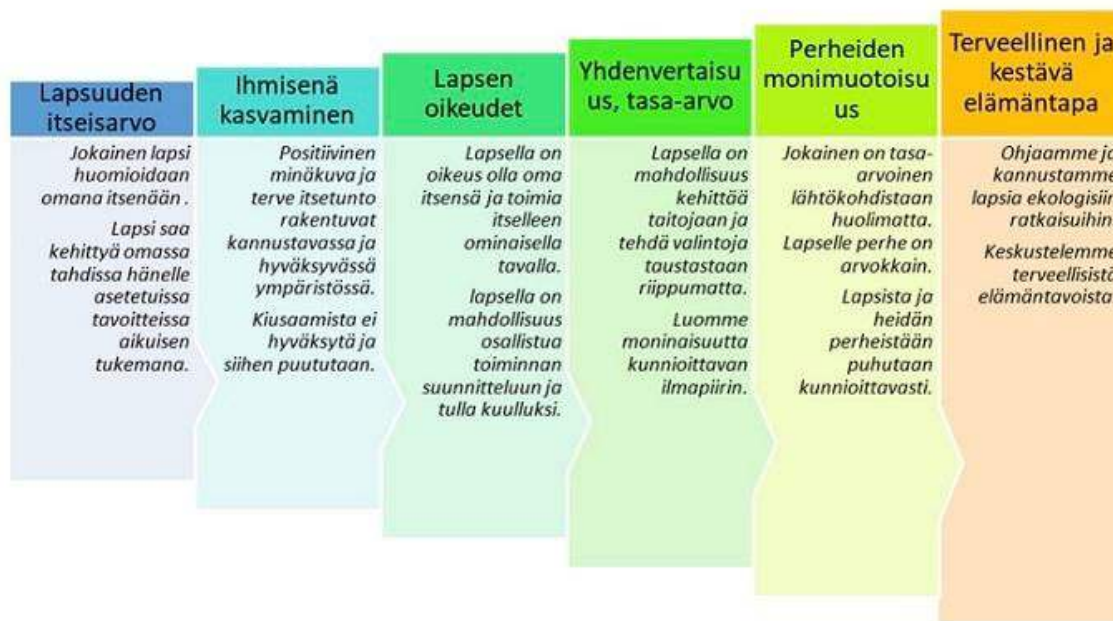 Lapsuuden
itseisarvo
Jokainen lapsi
huomioidaan
omana itsenään .
Lapsi saa
kehittyä omassa
tahdissa hänelle
asetetuissa
tavoitteissa
aikuisen
tukemana.
Ihmisenä
kasvaminen
Positiivinen
minäkuva ja
terve itsetunto
rakentuvat
kannustavassa ja
hyväksyvässä
ympäristössä.
Kiusaamista ei
hyväksytä ja
siihen puututaan.
Lapsen
oikeudet
Lapsella on
oikeus olla oma
itsensä ja toimia
itselleen
ominaisella
tavalla.
lapsella on
mahdollisuus
osallistua
toiminnan
suunnitteluun ja
tulla kuulluksi.
Yhdenvertaisu
us, tasa-arvo
Lapsella on
mahdollisuus
kehittää
taitojaan ja
tehdä valintoja
taustastaan
riippumatta.
Luomme
moninaisuutta
kunnioittavan
ilmapiirin.
Perheiden
monimuotoisu
us
Jokainen on tasa-
arvoinen
lähtökohdistaan
huolimatta.
Lapselle perhe on
arvokkain.
Lapsista ja
heidän
perheistään
puhutaan
kunnioittavasti.
Terveellinen ja
kestävä
elämäntapa
Ohjaamme ja
kannustamme
lapsia ekologisiin
ratkaisuihin.
Keskustelemme
terveellisistä
elämäntavoista.